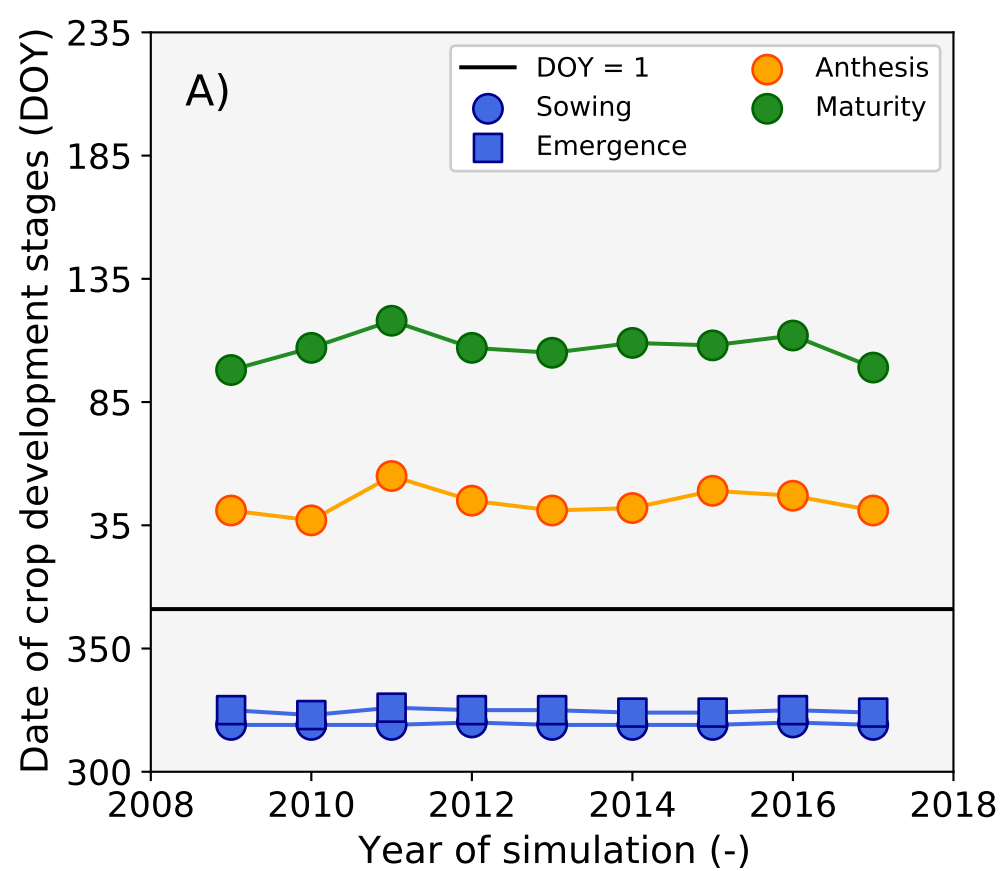 A)
DOY = 1
Sowing
Emergence
Anthesis
Maturity
Date of crop development stages (DOY)
235
185
135
85
35
350
300
2008 2010 2012 2014 2016 2018
Year of simulation (-)